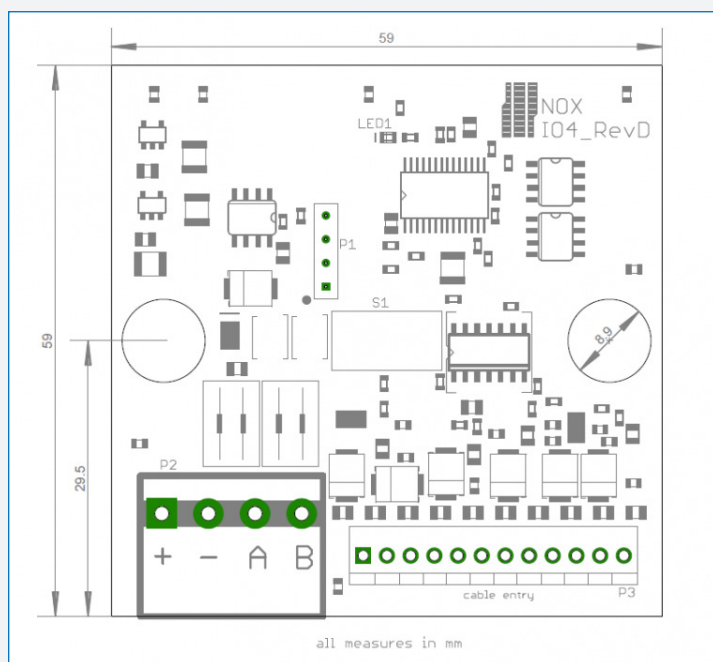 59
NOX
IO4_RevD
LED1
P1
S1
8.9
59
29.5
P2
+ - A B
P3
cable entry
all measures in mm